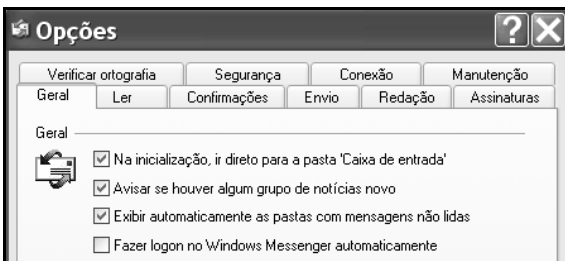 Opções
Verificar ortografia Segurança Conexão Manutenção
Geral Ler Confirmações Envio Redação Assinaturas
Geral
Na inicialização, ir direto para a pasta 'Caixa de entrada'
Avisar se houver algum grupo de notícias novo
Exibir automaticamente as pastas com mensagens não lidas
Fazer logon no Windows Messenger automaticamente